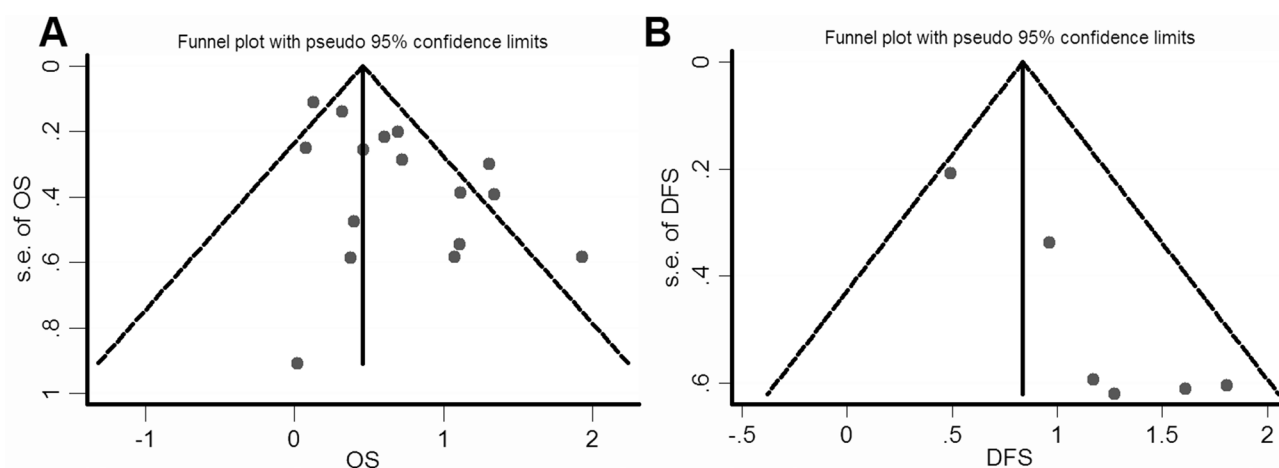 A
Funnel plot with pseudo 95% confidence limits
s.e. of OS
0
.2
.4
.6
.8
1
-1
0
1
2
OS
B
Funnel plot with pseudo 95% confidence limits
s.e. of DFS
0
.2
.4
.6
-.5
0
.5
1
1.5
2
DFS